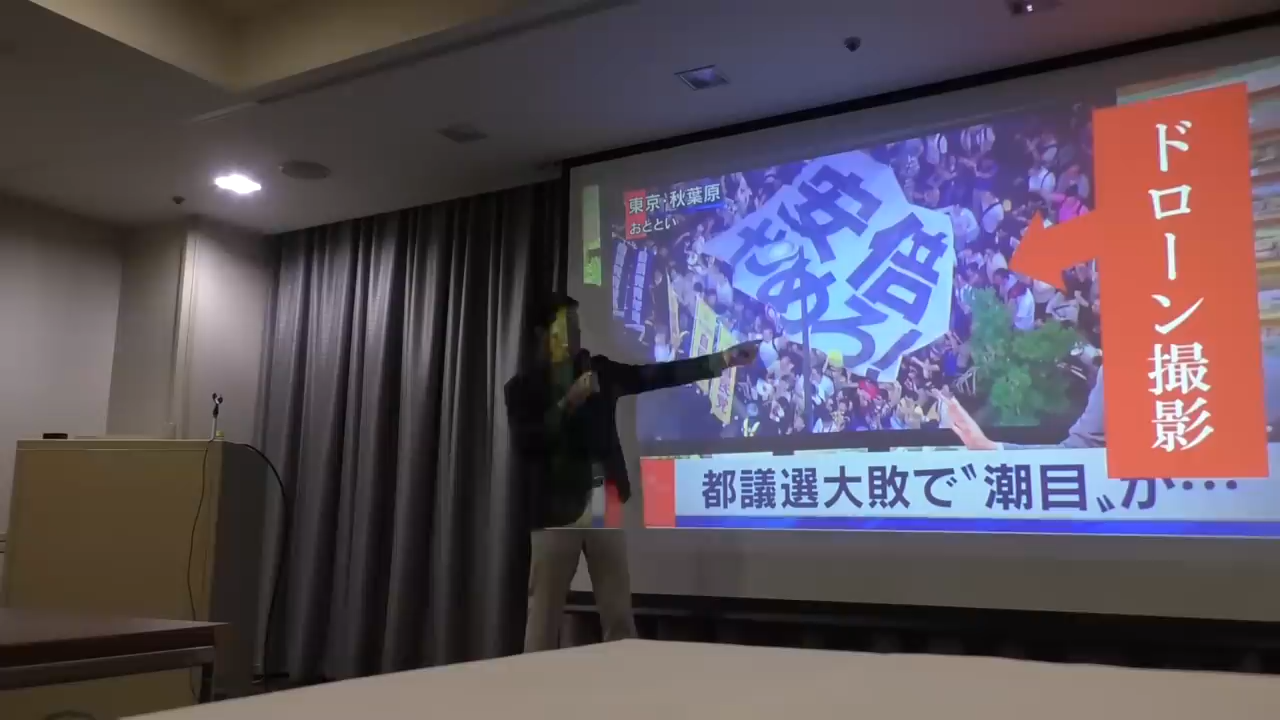 東京・秋葉原
おととい
安倍
やめろ!
ドローン撮影
都議選大敗で〝潮目〟が…